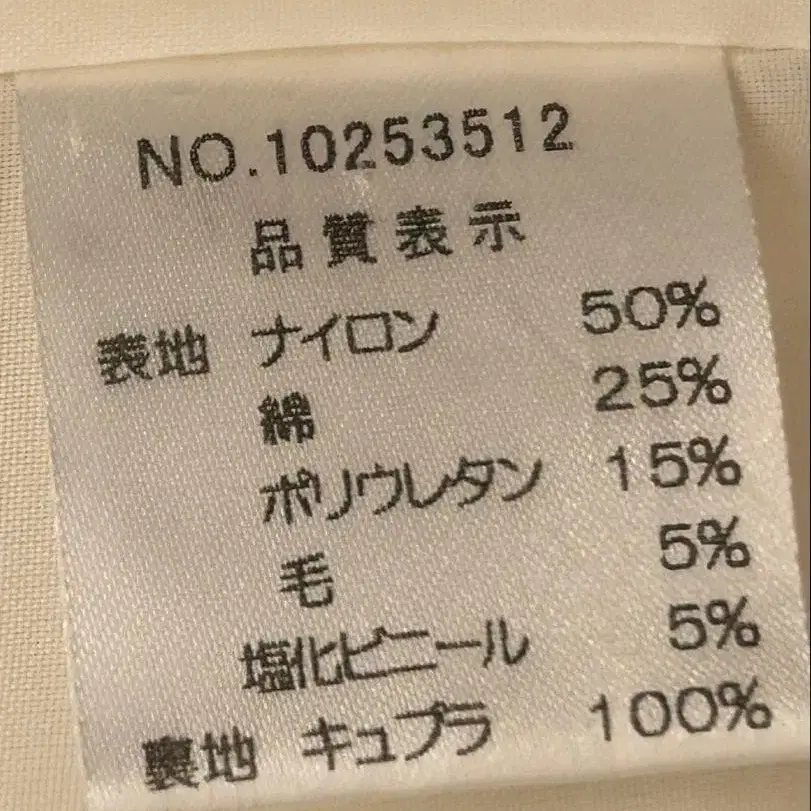 NO.10253512
品質表示
表地 ナイロン 50%
綿 25%
ポリウレタン 15%
毛 5%
塩化ビニール 5%
裏地 キュプラ 100%